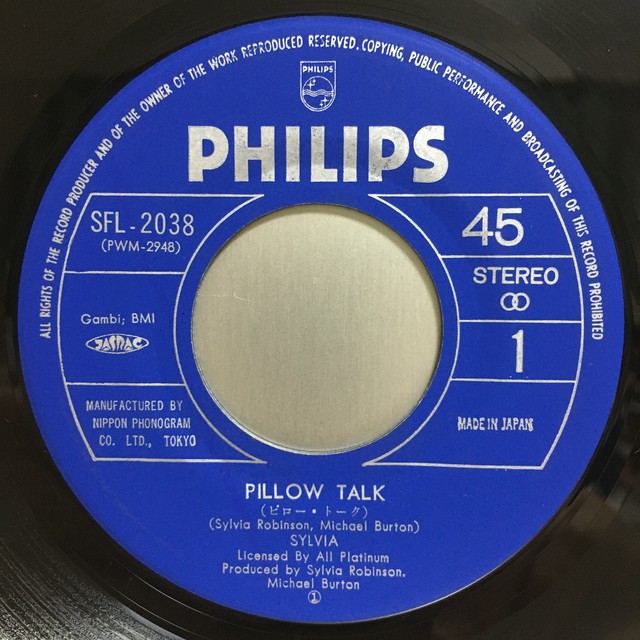 ALL RIGHTS OF THE RECORD PRODUCER AND OF THE OWNER OF THE WORK REPRODUCED RESERVED. COPYING, PUBLIC PERFORMANCE AND BROADCASTING OF THIS RECORD PROHIBITED
PHILIPS
PHILIPS
SFL-2038
(PWM-2948)
45
STEREO
Gambi; BMI
JASRAC
1
MANUFACTURED BY
NIPPON PHONOGRAM
CO. LTD., TOKYO
MADE IN JAPAN
PILLOW TALK
(ピロー・トーク)
(Sylvia Robinson, Michael Burton)
SYLVIA
Licensed By All Platinum
Produced by Sylvia Robinson.
Michael Burton
①